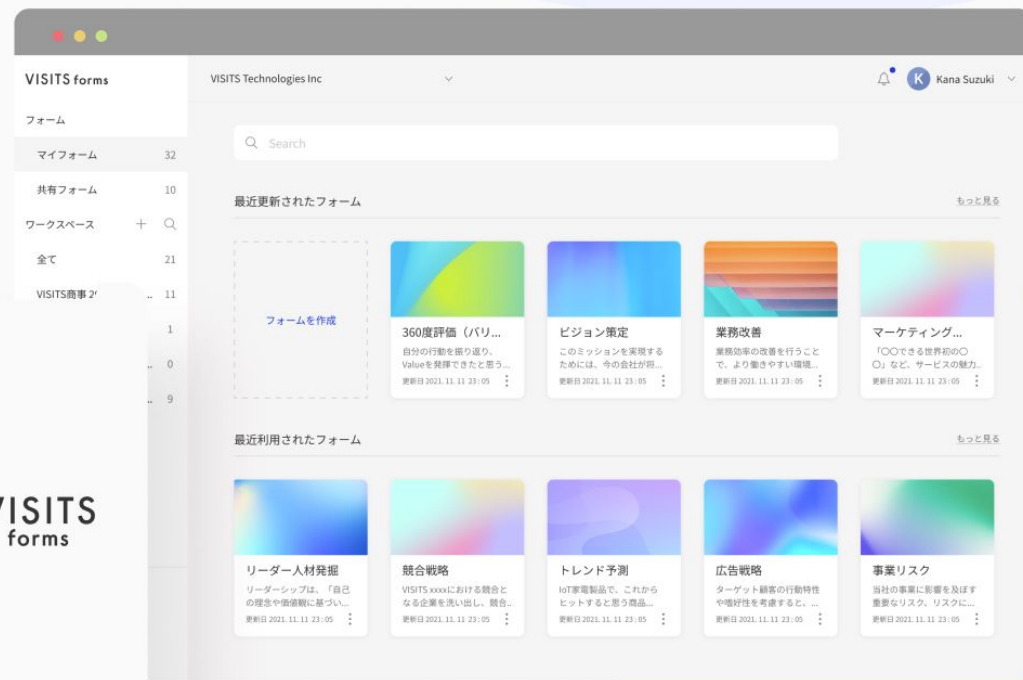 VISITS forms
VISITS Technologies Inc
K
Kana Suzuki
フォーム
マイフォーム 32
共有フォーム 10
ワークスペース
全て 21
VISITS商事 .. 11
1
.. 0
.. 9
Search
最近更新されたフォーム
もっと見る
フォームを作成
360度評価（バリ...
自分の行動を振り返り、
Valueを発揮できたと思う...
更新日 2021. 11. 11 23 : 05
ビジョン策定
このミッションを実現する
ためには、今の会社が将...
更新日 2021. 11. 11 23 : 05
業務改善
業務効率の改善を行うこと
で、より働きやすい環境...
更新日 2021. 11. 11 23 : 05
マーケティング...
「〇〇できる世界初の〇
〇」など、サービスの魅力..
更新日 2021. 11. 11 23 : 05
最近利用されたフォーム
もっと見る
リーダー人材発掘
リーダーシップは、「自己
の理念や価値観に基づい...
更新日 2021. 11. 11 23 : 05
競合戦略
VISITS xxxxにおける競合と
なる企業を洗い出し、競合..
更新日 2021. 11. 11 23 : 05
トレンド予測
IoT家電製品で、これから
ヒットすると思う商品...
更新日 2021. 11. 11 23 : 05
広告戦略
ターゲット顧客の行動特性
や嗜好性を考慮すると、...
更新日 2021. 11. 11 23 : 05
事業リスク
当社の事業に影響を及ぼす
重要なリスク、リスクに...
更新日 2021. 11. 11 23 : 05
VISITS
forms